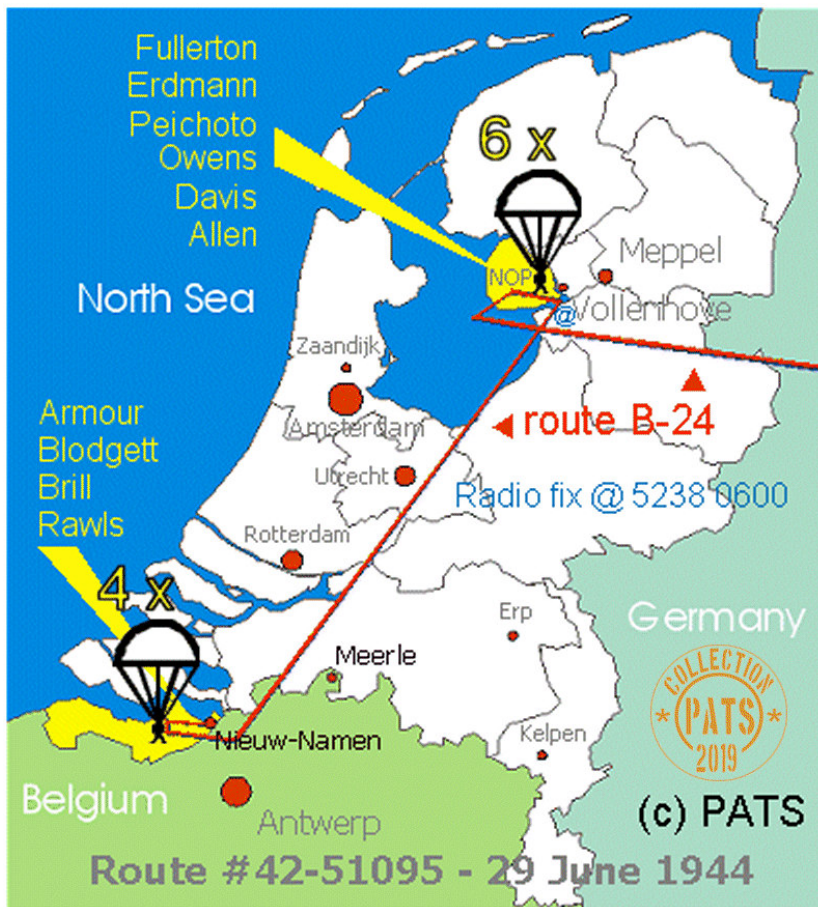 Fullerton
Erdmann
Peichoto
Owens
Davis
Allen
6 x
NOP
Meppel
@Vollenhove
North Sea
Zaandijk
Amsterdam
route B-24
Armour
Blodgett
Brill
Rawls
Utrecht
Radio fix @ 5238 0600
Rotterdam
4 x
Erp
Germany
Meerle
COLLECTION
PATS
2019
Nieuw-Namen
Kelpen
Belgium
Antwerp
(c) PATS
Route #42-51095 - 29 June 1944